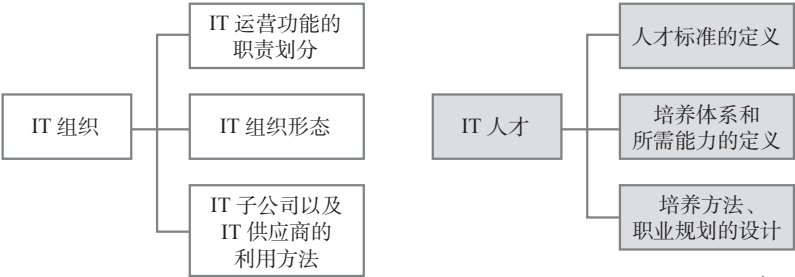 IT 组织
IT 运营功能的
职责划分
IT 组织形态
IT 子公司以及
IT 供应商的
利用方法
IT 人才
人才标准的定义
培养体系和
所需能力的定义
培养方法、
职业规划的设计